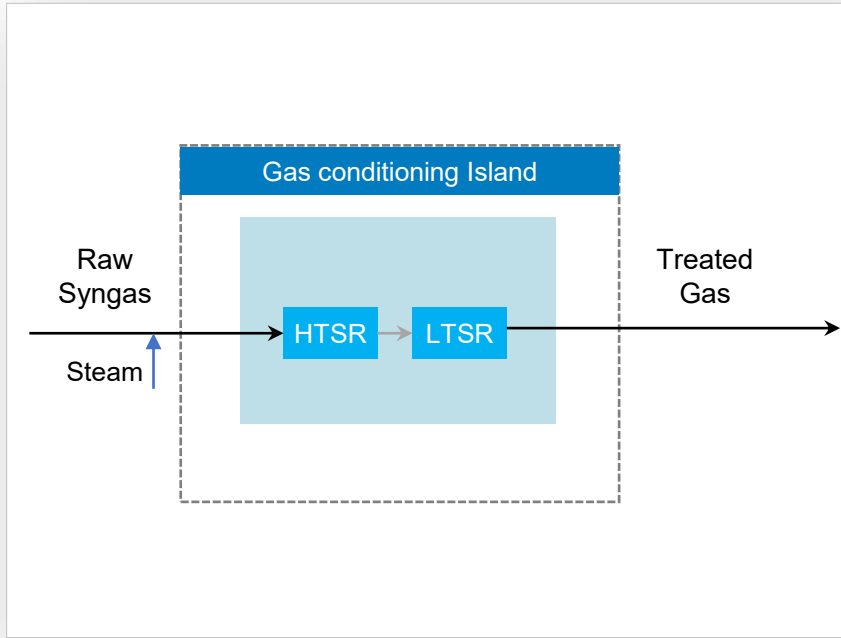 Gas conditioning Island
Raw
Syngas
Treated
Gas
HTSR
LTSR
Steam